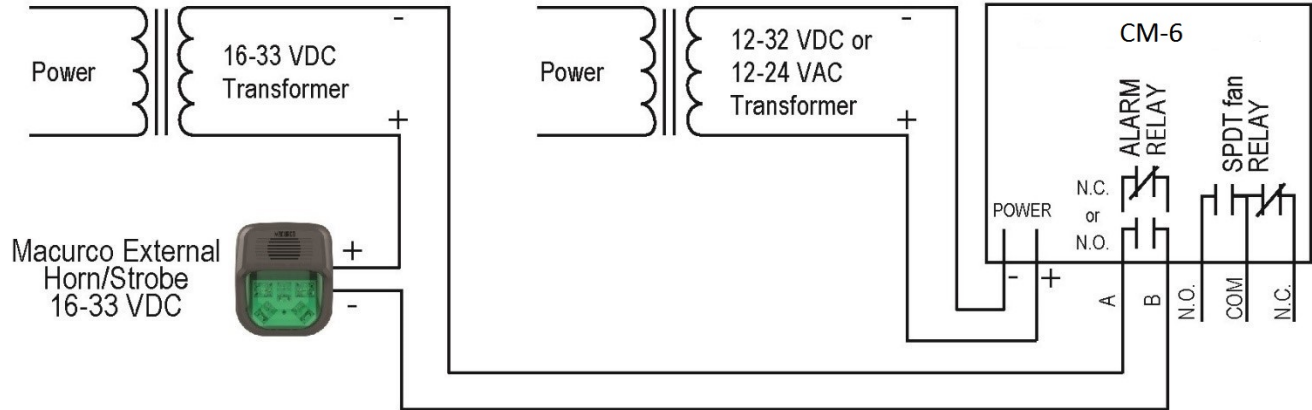 Power
16-33 VDC
Transformer
-
+
Power
12-32 VDC or
12-24 VAC
Transformer
-
+
CM-6
ALARM
RELAY
SPDT fan
RELAY
N.C.
or
N.O.
POWER
-
+
A
B
N.O.
COM
N.C.
Macurco External
Horn/Strobe
16-33 VDC
+
-